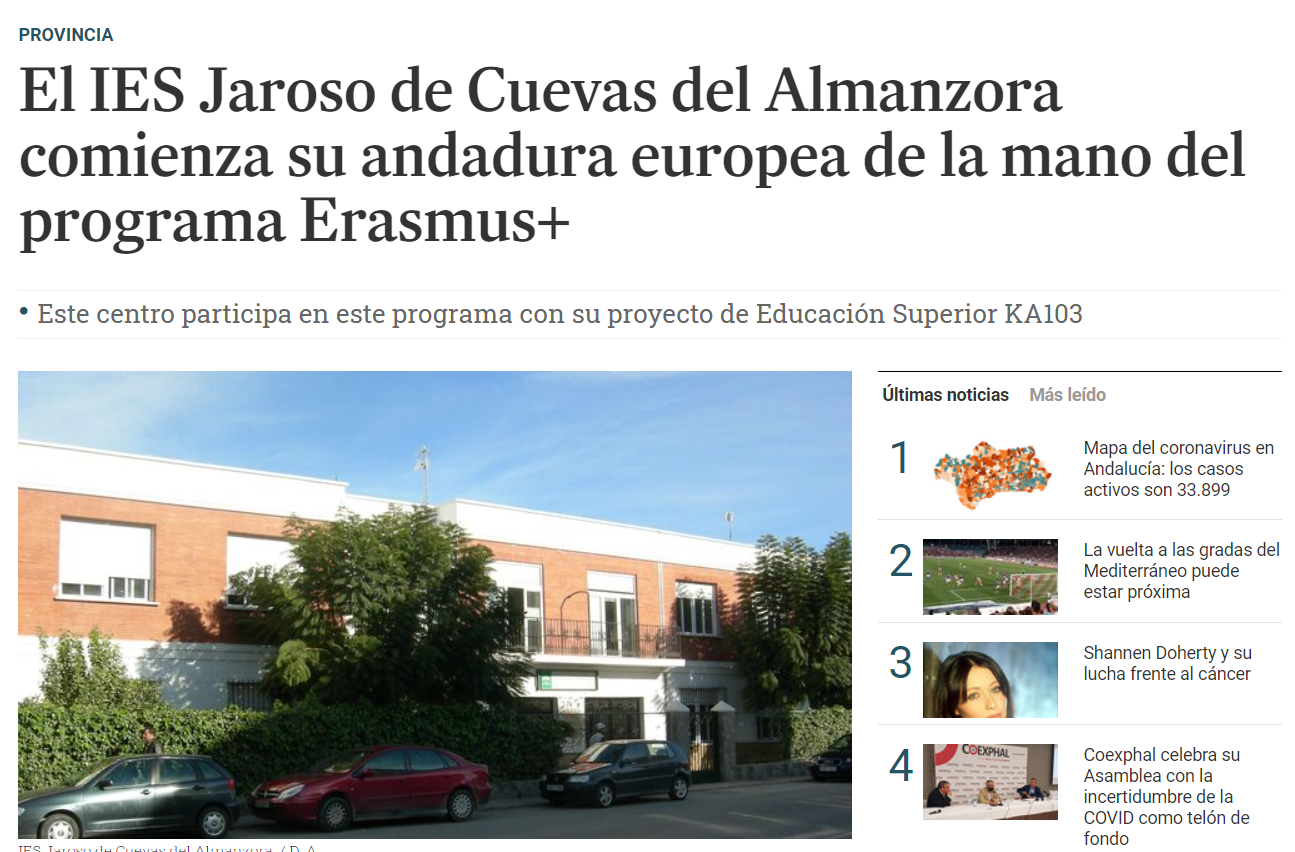 PROVINCIA
El IES Jaroso de Cuevas del Almanzora
comienza su andadura europea de la mano del
programa Erasmus+
• Este centro participa en este programa con su proyecto de Educación Superior KA103
Últimas noticias Más leído
1
Mapa del coronavirus en
Andalucía: los casos
activos son 33.899
2
La vuelta a las gradas del
Mediterráneo puede
estar próxima
3
Shannen Doherty y su
lucha frente al cáncer
4
COEXPHAL
Coexphal celebra su
Asamblea con la
incertidumbre de la
COVID como telón de
fondo
IES Jaroso de Cuevas del Almanzora. / D. A.